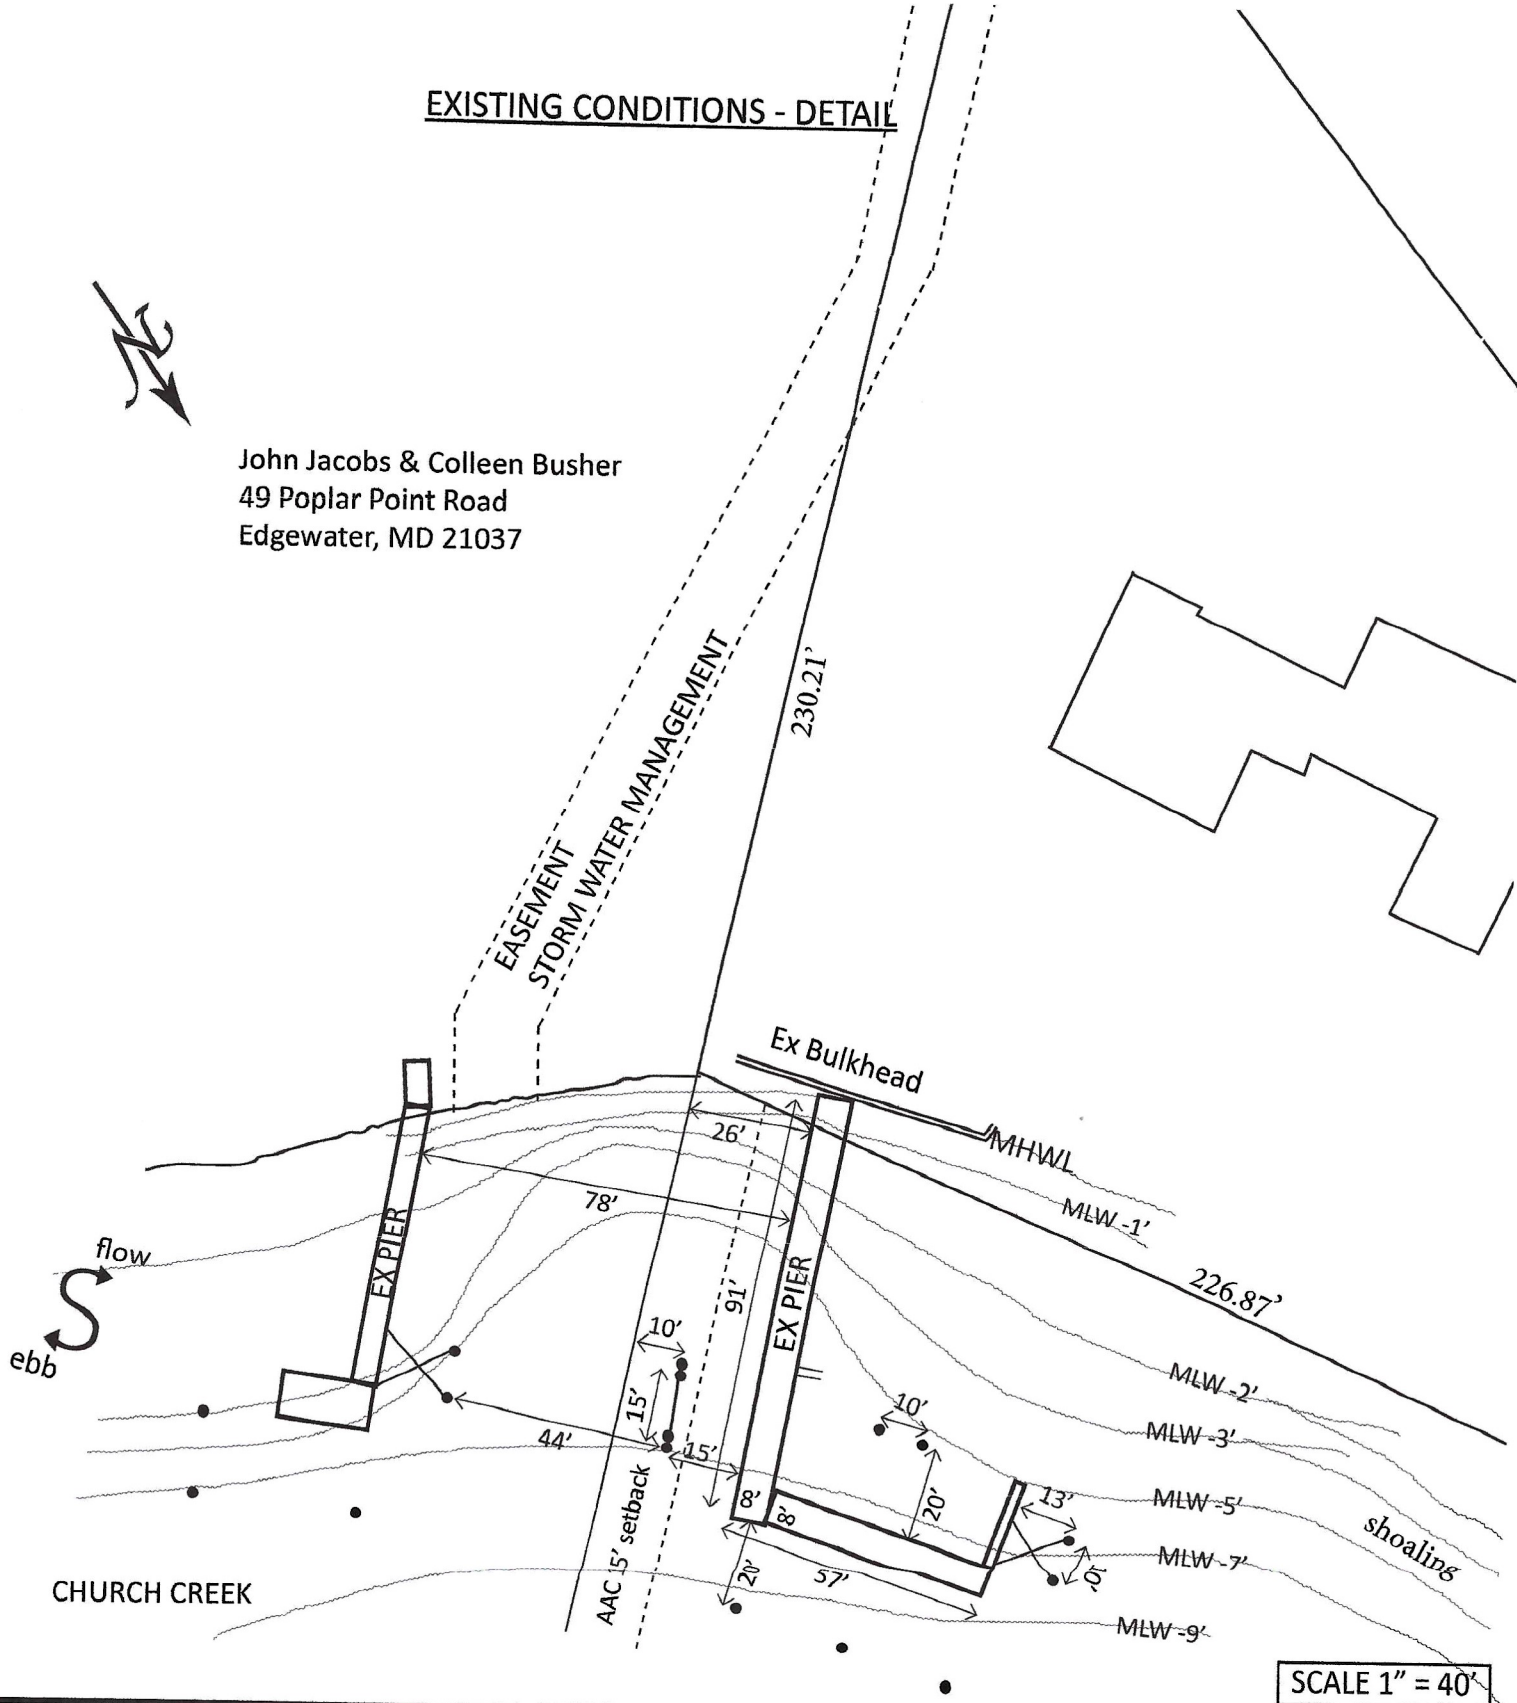 EXISTING CONDITIONS - DETAIL
N
John Jacobs & Colleen Busher
49 Poplar Point Road
Edgewater, MD 21037
230.21'
EASEMENT
STORM WATER MANAGEMENT
Ex Bulkhead
MHWL
26'
78'
MLW -1'
EX PIER
flow
ebb
91'
EX PIER
226.87'
10'
15'
44'
15'
10'
20'
MLW -2'
MLW -3'
MLW -5'
shoaling
13'
10'
MLW -7'
8'
8'
57'
20'
AAC 15' setback
CHURCH CREEK
MLW -9'
SCALE 1" = 40'